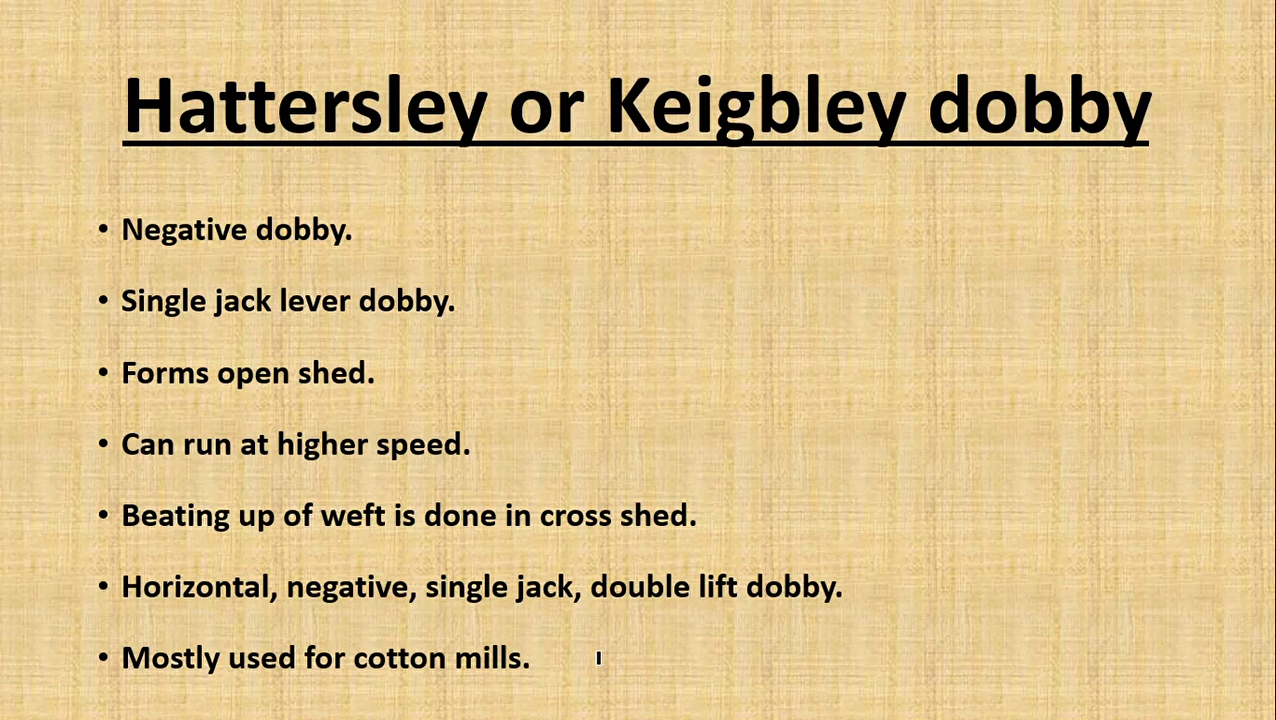 Hattersley or Keigbley dobby
• Negative dobby.
• Single jack lever dobby.
• Forms open shed.
• Can run at higher speed.
• Beating up of weft is done in cross shed.
• Horizontal, negative, single jack, double lift dobby.
• Mostly used for cotton mills.